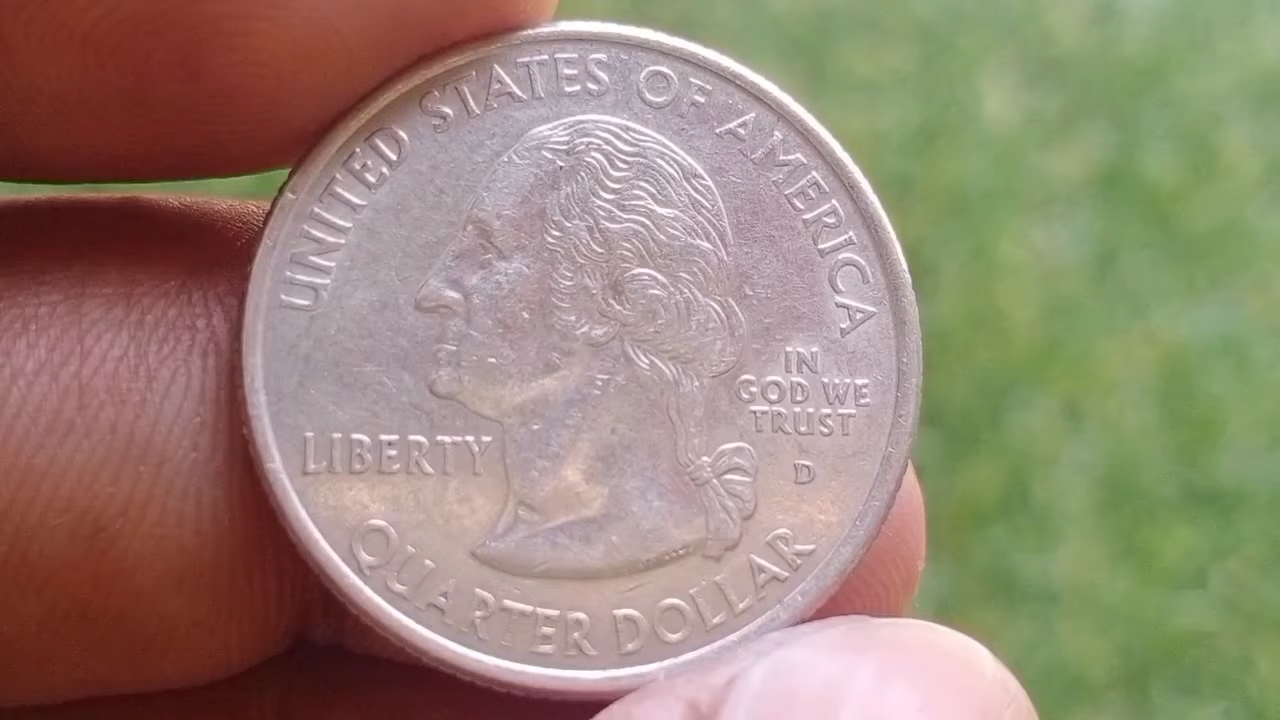 UNITED STATES OF AMERICA
IN
GOD WE
TRUST
LIBERTY
D
QUARTER DOLLAR